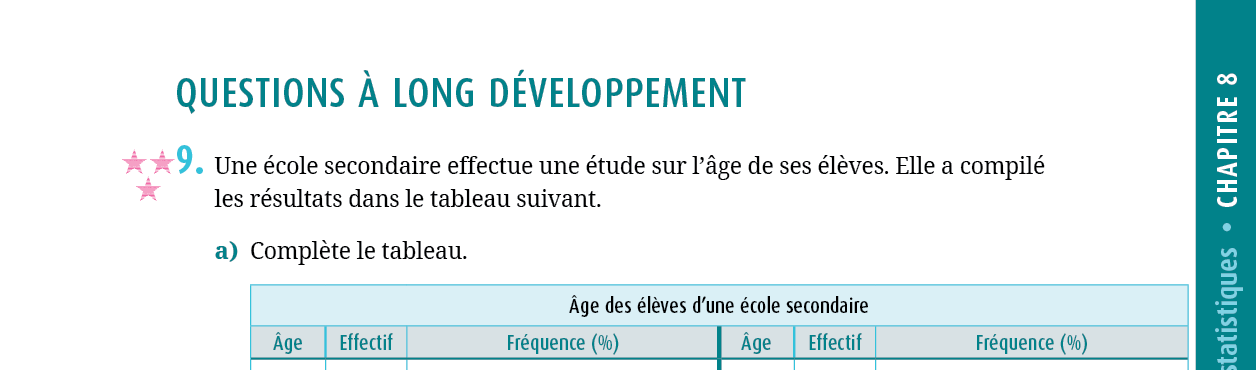 QUESTIONS À LONG DÉVELOPPEMENT
9. Une école secondaire effectue une étude sur l’âge de ses élèves. Elle a compilé
les résultats dans le tableau suivant.
a) Complète le tableau.
Âge des élèves d’une école secondaire
Âge Effectif Fréquence (%) Âge Effectif Fréquence (%)
statistiques • CHAPITRE 8